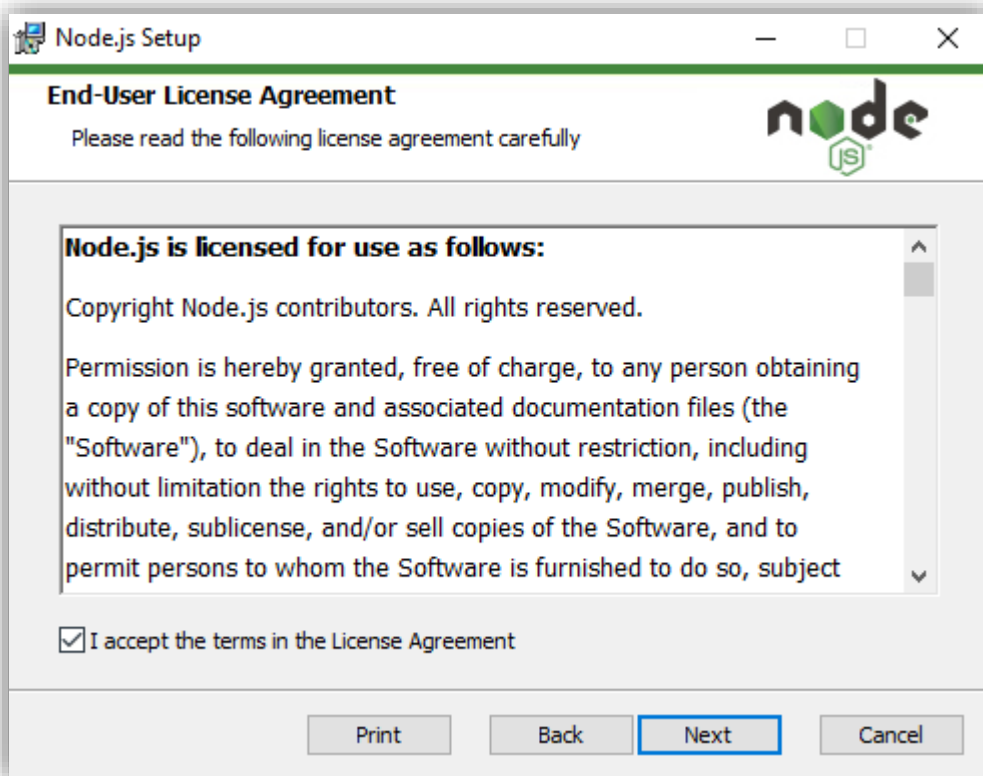 Node.js Setup
End-User License Agreement
Please read the following license agreement carefully
node
JS
Node.js is licensed for use as follows:
Copyright Node.js contributors. All rights reserved.
Permission is hereby granted, free of charge, to any person obtaining
a copy of this software and associated documentation files (the
"Software"), to deal in the Software without restriction, including
without limitation the rights to use, copy, modify, merge, publish,
distribute, sublicense, and/or sell copies of the Software, and to
permit persons to whom the Software is furnished to do so, subject
I accept the terms in the License Agreement
Print Back Next Cancel